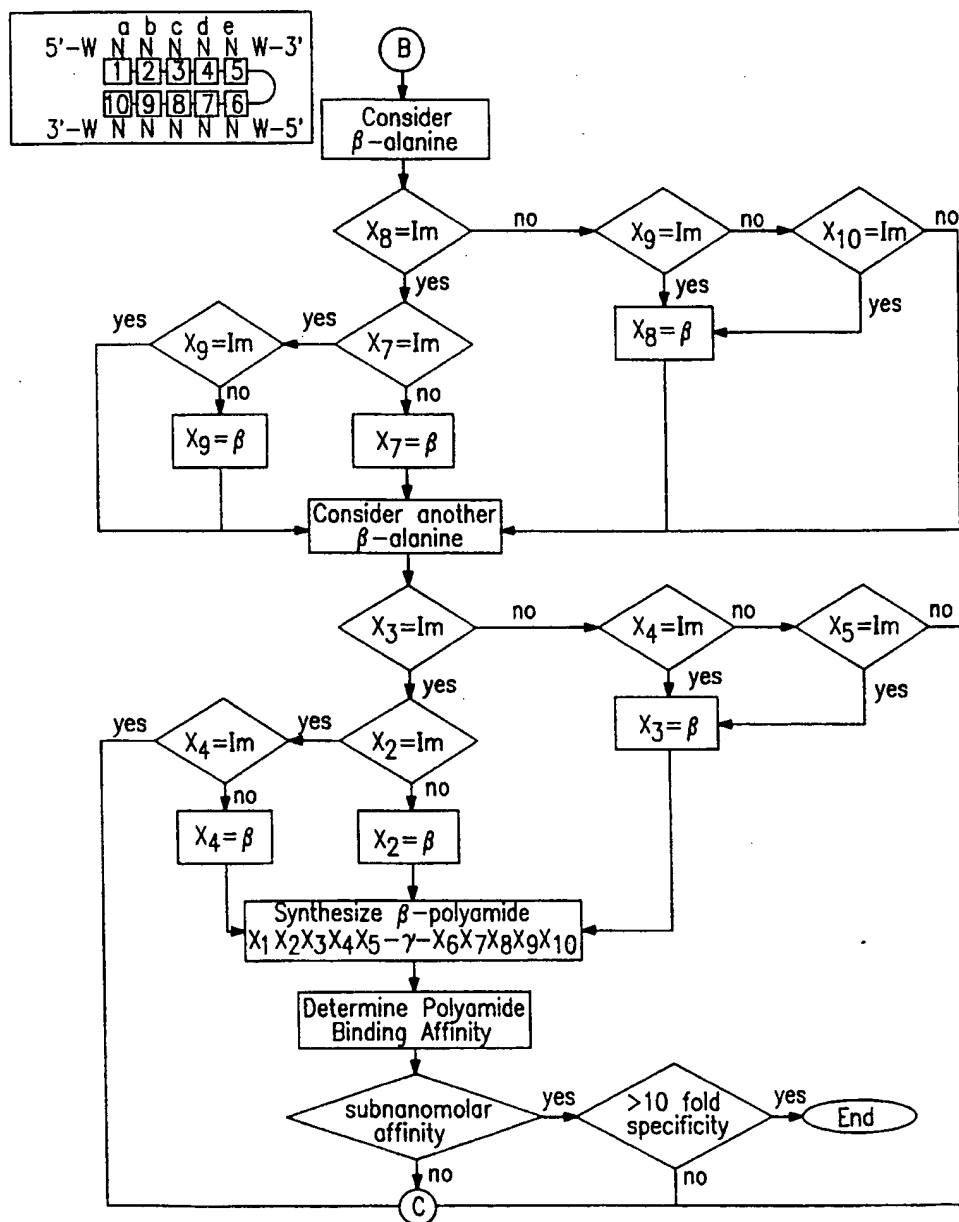 a b c d e
5'-W N N N N N W-3'
1 2 3 4 5
10 9 8 7 6
3'-W N N N N N W-5'
B
Consider
β-alanine
X8=Im
no
X9=Im
no
X10=Im
no
yes
yes
yes
X8=β
yes
X9=Im
yes
X7=Im
no
no
X9=β
X7=β
Consider another
β-alanine
X3=Im
no
X4=Im
no
X5=Im
no
yes
yes
yes
X3=β
yes
X4=Im
yes
X2=Im
no
no
X4=β
X2=β
Synthesize β-polyamide
X1X2X3X4X5-γ-X6X7X8X9X10
Determine Polyamide
Binding Affinity
subnanomolar
affinity
yes
>10 fold
specificity
yes
End
no
no
C